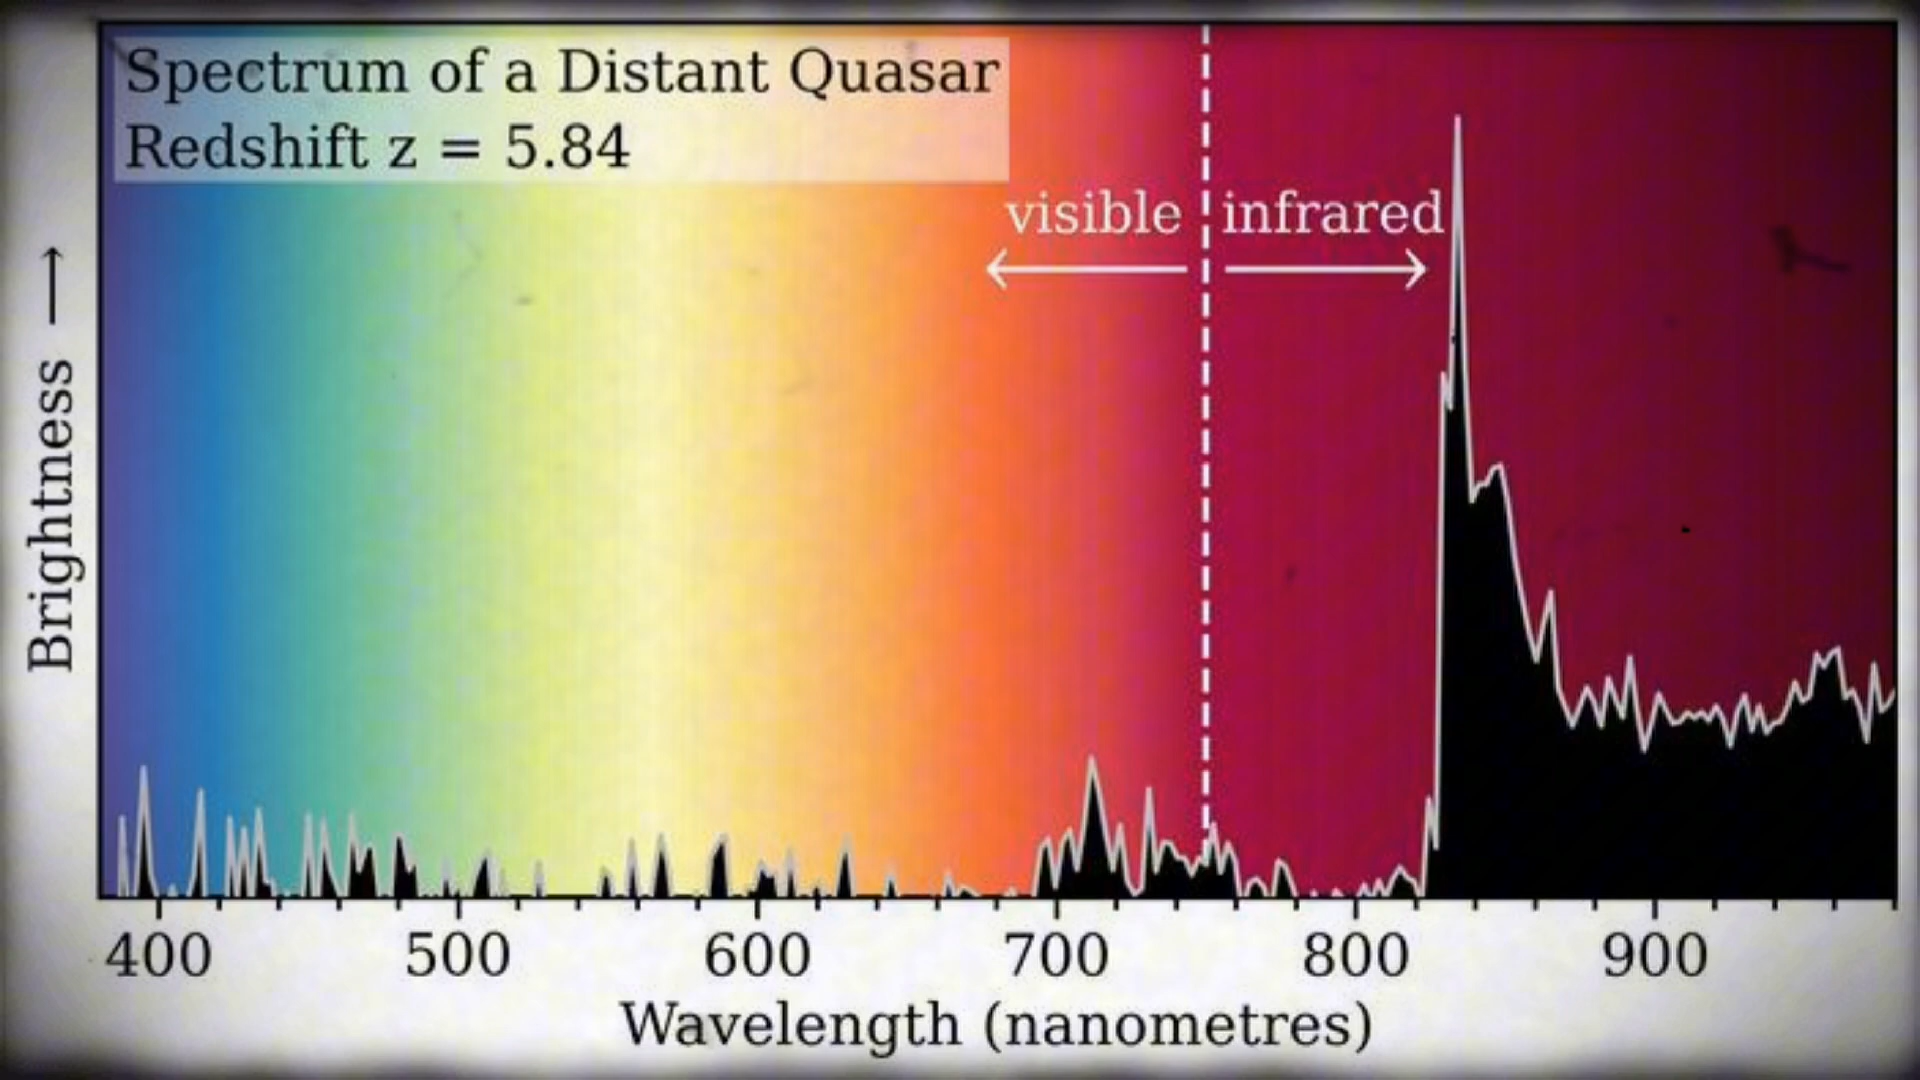 Spectrum of a Distant Quasar
Redshift z = 5.84
visible
infrared
Brightness →
400
500
600
700
800
900
Wavelength (nanometres)